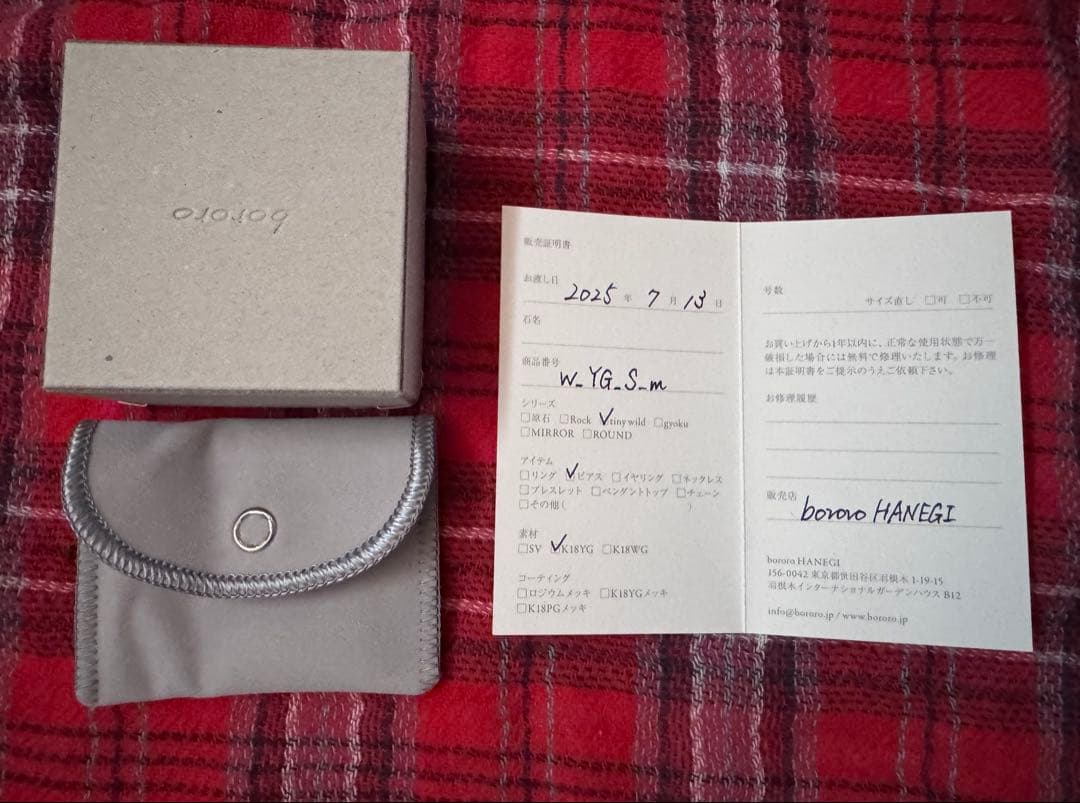 bororo
販売証明書
お渡し日
2025 年 7 月 13 日
石名
商品番号
W_YG_S_m
シリーズ
□原石 □Rock ✓tiny wild □gyoku
□MIRROR □ROUND
アイテム
□リング ✓ピアス □イヤリング □ネックレス
□ブレスレット □ペンダントトップ □チェーン
□その他( )
素材
□SV ✓K18YG □K18WG
コーティング
□ロジウムメッキ □K18YGメッキ
□K18PGメッキ
号数
サイズ直し □可 □不可
お買い上げから1年以内に、正常な使用状態で万一
破損した場合には無料で修理いたします。お修理
は本証明書をご提示のうえご依頼下さい。
お修理履歴
販売店
bororo HANEGI
bororo HANEGI
156-0042 東京都世田谷区羽根木 1-19-15
羽根木インターナショナルガーデンハウス B12
info@bororo.jp / www.bororo.jp